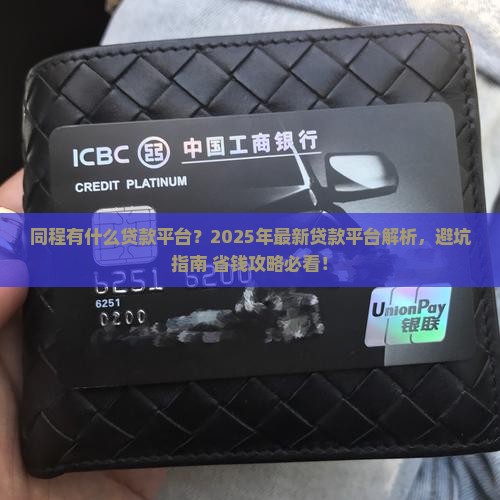 ICBC 中国工商银行
CREDIT PLATINUM
同程有什么贷款平台？2025年最新贷款平台解析，避坑
指南 省钱攻略必看！
6251 6200
6251
0200
UnionPay
银联